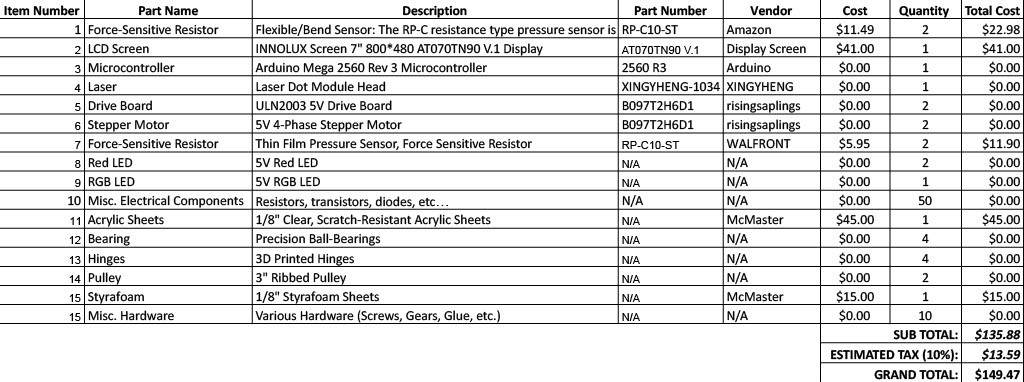 Item Number Part Name Description Part Number Vendor Cost Quantity Total Cost
1 Force-Sensitive Resistor Flexible/Bend Sensor: The RP-C resistance type pressure sensor is RP-C10-ST Amazon $11.49 2 $22.98
2 LCD Screen INNOLUX Screen 7" 800*480 AT070TN90 V.1 Display AT070TN90 V.1 Display Screen $41.00 1 $41.00
3 Microcontroller Arduino Mega 2560 Rev 3 Microcontroller 2560 R3 Arduino $0.00 1 $0.00
4 Laser Laser Dot Module Head XINGYHENG-1034 XINGYHENG $0.00 1 $0.00
5 Drive Board ULN2003 5V Drive Board B097T2H6D1 risingsaplings $0.00 2 $0.00
6 Stepper Motor 5V 4-Phase Stepper Motor B097T2H6D1 risingsaplings $0.00 2 $0.00
7 Force-Sensitive Resistor Thin Film Pressure Sensor, Force Sensitive Resistor RP-C10-ST WALFRONT $5.95 2 $11.90
8 Red LED 5V Red LED N/A N/A $0.00 2 $0.00
9 RGB LED 5V RGB LED N/A N/A $0.00 1 $0.00
10 Misc. Electrical Components Resistors, transistors, diodes, etc… N/A N/A $0.00 50 $0.00
11 Acrylic Sheets 1/8" Clear, Scratch-Resistant Acrylic Sheets N/A McMaster $45.00 1 $45.00
12 Bearing Precision Ball-Bearings N/A N/A $0.00 4 $0.00
13 Hinges 3D Printed Hinges N/A N/A $0.00 4 $0.00
14 Pulley 3" Ribbed Pulley N/A N/A $0.00 2 $0.00
15 Styrafoam 1/8" Styrafoam Sheets N/A McMaster $15.00 1 $15.00
15 Misc. Hardware Various Hardware (Screws, Gears, Glue, etc.) N/A N/A $0.00 10 $0.00
SUB TOTAL: $135.88
ESTIMATED TAX (10%): $13.59
GRAND TOTAL: $149.47